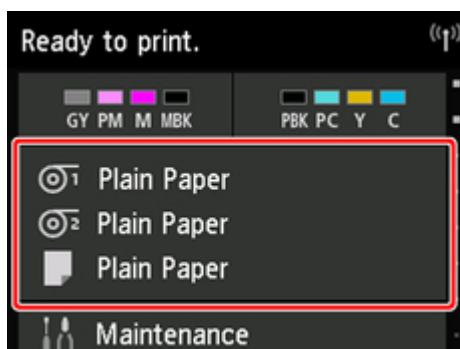 Ready to print.
GY PM M MBK PBK PC Y C
1 Plain Paper
2 Plain Paper
Plain Paper
Maintenance